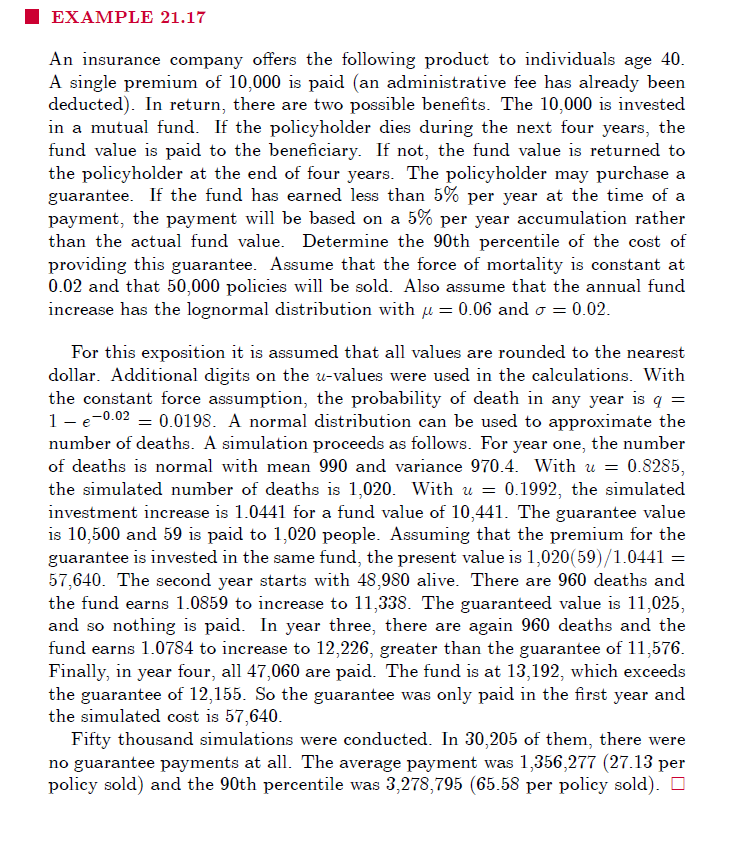 EXAMPLE 21.17
An insurance company offers the following product to individuals age 40.
A single premium of 10,000 is paid (an administrative fee has already been
deducted). In return, there are two possible benefits. The 10,000 is invested
in a mutual fund. If the policyholder dies during the next four years, the
fund value is paid to the beneficiary. If not, the fund value is returned to
the policyholder at the end of four years. The policyholder may purchase a
guarantee. If the fund has earned less than 5% per year at the time of a
payment, the payment will be based on a 5% per year accumulation rather
than the actual fund value. Determine the 90th percentile of the cost of
providing this guarantee. Assume that the force of mortality is constant at
0.02 and that 50,000 policies will be sold. Also assume that the annual fund
increase has the lognormal distribution with μ = 0.06 and σ = 0.02.
For this exposition it is assumed that all values are rounded to the nearest
dollar. Additional digits on the u-values were used in the calculations. With
the constant force assumption, the probability of death in any year is q =
1 − e^−0.02 = 0.0198. A normal distribution can be used to approximate the
number of deaths. A simulation proceeds as follows. For year one, the number
of deaths is normal with mean 990 and variance 970.4. With u = 0.8285,
the simulated number of deaths is 1,020. With u = 0.1992, the simulated
investment increase is 1.0441 for a fund value of 10,441. The guarantee value
is 10,500 and 59 is paid to 1,020 people. Assuming that the premium for the
guarantee is invested in the same fund, the present value is 1,020(59)/1.0441 =
57,640. The second year starts with 48,980 alive. There are 960 deaths and
the fund earns 1.0859 to increase to 11,338. The guaranteed value is 11,025,
and so nothing is paid. In year three, there are again 960 deaths and the
fund earns 1.0784 to increase to 12,226, greater than the guarantee of 11,576.
Finally, in year four, all 47,060 are paid. The fund is at 13,192, which exceeds
the guarantee of 12,155. So the guarantee was only paid in the first year and
the simulated cost is 57,640.
Fifty thousand simulations were conducted. In 30,205 of them, there were
no guarantee payments at all. The average payment was 1,356,277 (27.13 per
policy sold) and the 90th percentile was 3,278,795 (65.58 per policy sold). □